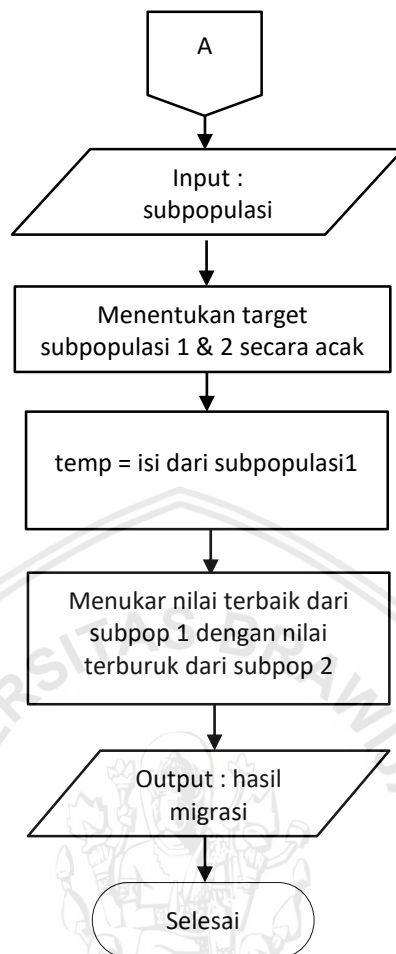 A
Input :
subpopulasi
Menentukan target
subpopulasi 1 & 2 secara acak
temp = isi dari subpopulasi1
Menukar nilai terbaik dari
subpop 1 dengan nilai
terburuk dari subpop 2
Output : hasil
migrasi
Selesai